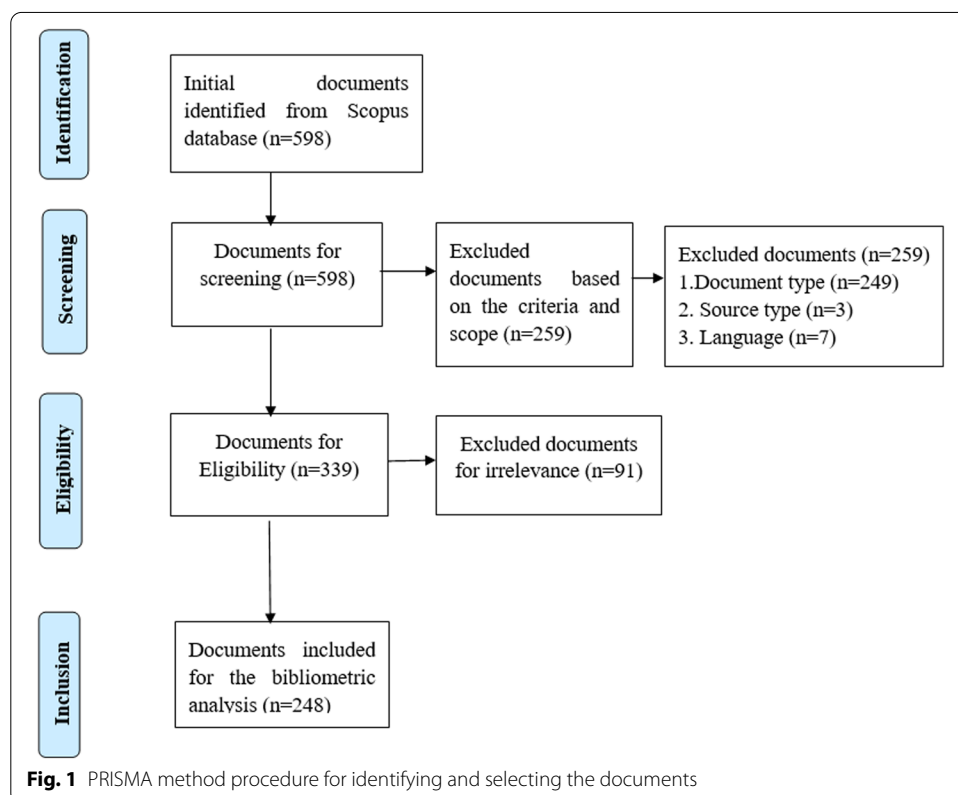 Identification
Initial documents
identified from Scopus
database (n=598)
Screening
Documents for
screening (n=598)
Excluded
documents based
on the criteria and
scope (n=259)
Excluded documents (n=259)
1.Document type (n=249)
2. Source type (n=3)
3. Language (n=7)
Eligibility
Documents for
Eligibility (n=339)
Excluded documents
for irrelevance (n=91)
Inclusion
Documents included
for the bibliometric
analysis (n=248)
Fig. 1 PRISMA method procedure for identifying and selecting the documents